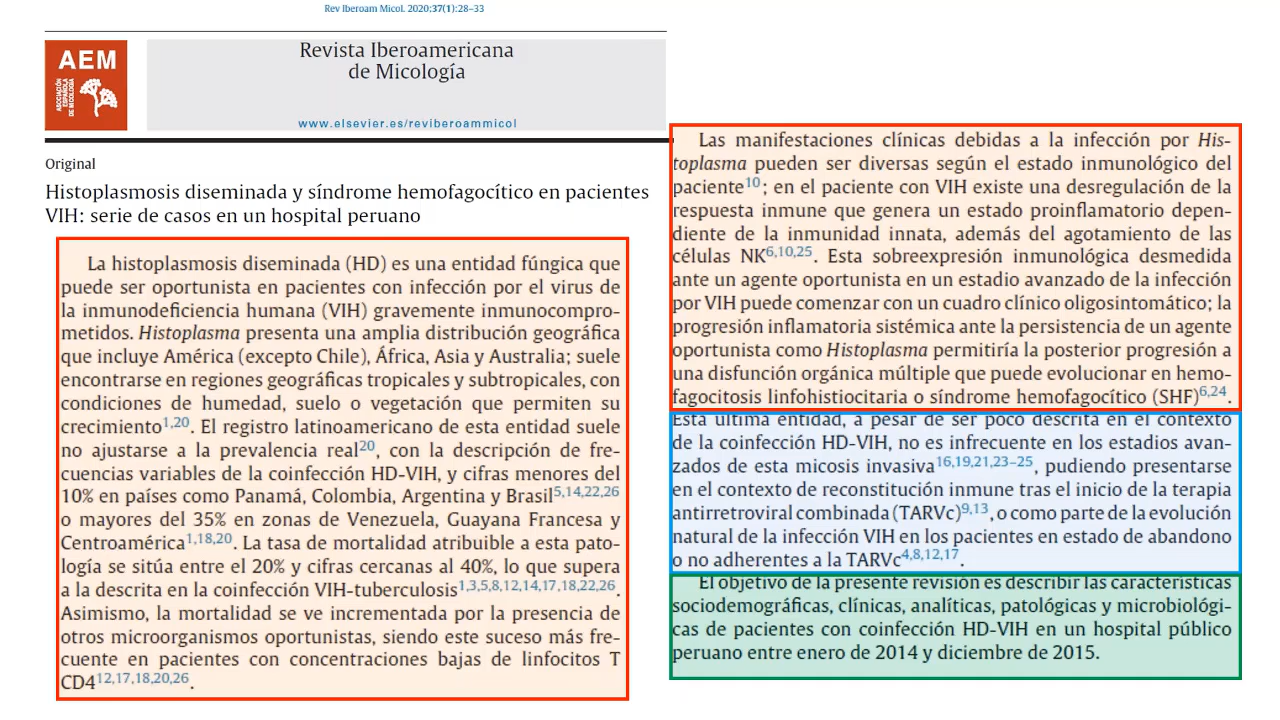 Rev Iberoam Micol. 2020;37(1):28–33
AEM
ASOCIACIÓN
ESPAÑOLA
DE MICOLOGÍA
Revista Iberoamericana
de Micología
www.elsevier.es/reviberoammicol
Original
Histoplasmosis diseminada y síndrome hemofagocítico en pacientes
VIH: serie de casos en un hospital peruano
La histoplasmosis diseminada (HD) es una entidad fúngica que
puede ser oportunista en pacientes con infección por el virus de
la inmunodeficiencia humana (VIH) gravemente inmunocompro-
metidos. Histoplasma presenta una amplia distribución geográfica
que incluye América (excepto Chile), África, Asia y Australia; suele
encontrarse en regiones geográficas tropicales y subtropicales, con
condiciones de humedad, suelo o vegetación que permiten su
crecimiento1,20. El registro latinoamericano de esta entidad suele
no ajustarse a la prevalencia real20, con la descripción de fre-
cuencias variables de la coinfección HD-VIH, y cifras menores del
10% en países como Panamá, Colombia, Argentina y Brasil5,14,22,26
o mayores del 35% en zonas de Venezuela, Guayana Francesa y
Centroamérica1,18,20. La tasa de mortalidad atribuible a esta pato-
logía se sitúa entre el 20% y cifras cercanas al 40%, lo que supera
a la descrita en la coinfección VIH-tuberculosis1,3,5,8,12,14,17,18,22,26.
Asimismo, la mortalidad se ve incrementada por la presencia de
otros microorganismos oportunistas, siendo este suceso más fre-
cuente en pacientes con concentraciones bajas de linfocitos T
CD412,17,18,20,26.
Las manifestaciones clínicas debidas a la infección por His-
toplasma pueden ser diversas según el estado inmunológico del
paciente10; en el paciente con VIH existe una desregulación de la
respuesta inmune que genera un estado proinflamatorio depen-
diente de la inmunidad innata, además del agotamiento de las
células NK6,10,25. Esta sobreexpresión inmunológica desmedida
ante un agente oportunista en un estadio avanzado de la infección
por VIH puede comenzar con un cuadro clínico oligosintomático; la
progresión inflamatoria sistémica ante la persistencia de un agente
oportunista como Histoplasma permitiría la posterior progresión a
una disfunción orgánica múltiple que puede evolucionar en hemo-
fagocitosis linfohistiocitaria o síndrome hemofagocítico (SHF)6,24.
Esta última entidad, a pesar de ser poco descrita en el contexto
de la coinfección HD-VIH, no es infrecuente en los estadios avan-
zados de esta micosis invasiva16,19,21,23–25, pudiendo presentarse
en el contexto de reconstitución inmune tras el inicio de la terapia
antirretroviral combinada (TARVc)9,13, o como parte de la evolución
natural de la infección VIH en los pacientes en estado de abandono
o no adherentes a la TARVc4,8,12,17.
El objetivo de la presente revisión es describir las características
sociodemográficas, clínicas, analíticas, patológicas y microbiológi-
cas de pacientes con coinfección HD-VIH en un hospital público
peruano entre enero de 2014 y diciembre de 2015.